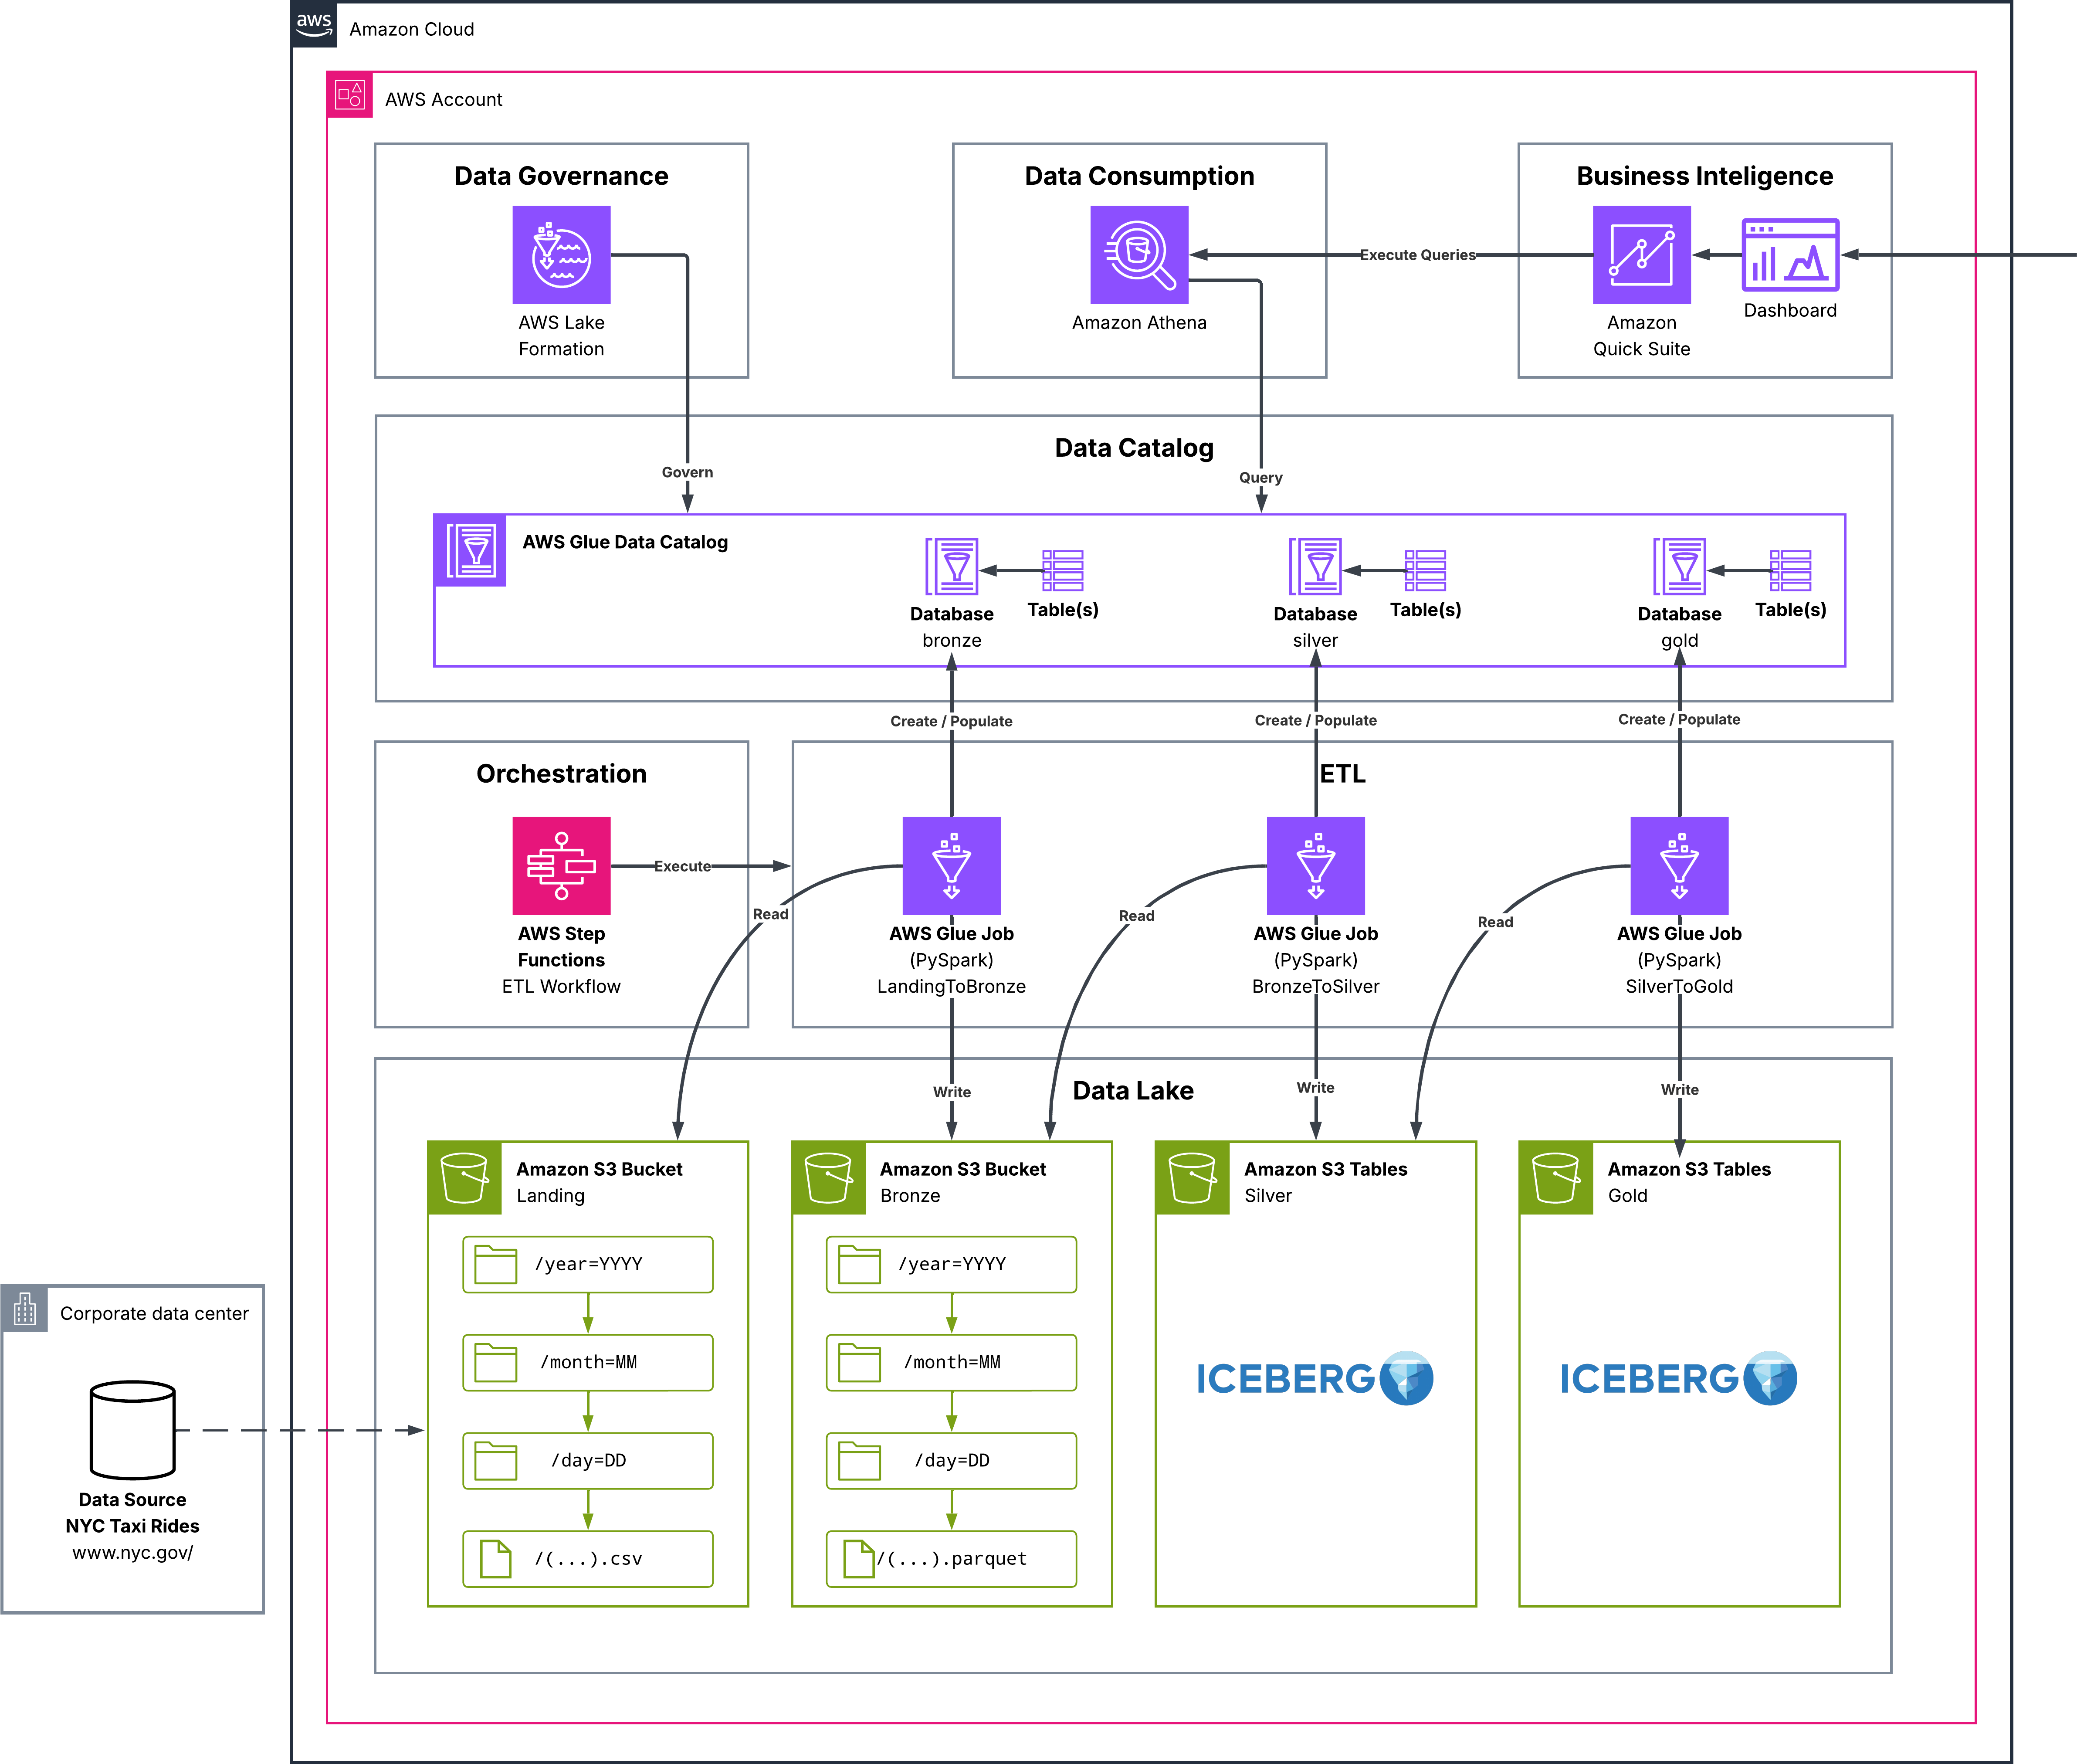 aws
Amazon Cloud
AWS Account
Data Governance
AWS Lake
Formation
Data Consumption
Amazon Athena
Execute Queries
Business Inteligence
Amazon
Quick Suite
Dashboard
Govern
Data Catalog
Query
AWS Glue Data Catalog
Database
bronze
Table(s)
Database
silver
Table(s)
Database
gold
Table(s)
Create / Populate
Create / Populate
Create / Populate
Orchestration
AWS Step
Functions
ETL Workflow
Execute
ETL
Read
AWS Glue Job
(PySpark)
LandingToBronze
Read
AWS Glue Job
(PySpark)
BronzeToSilver
Read
AWS Glue Job
(PySpark)
SilverToGold
Write
Data Lake
Write
Write
Amazon S3 Bucket
Landing
/year=YYYY
/month=MM
/day=DD
/(...).csv
Amazon S3 Bucket
Bronze
/year=YYYY
/month=MM
/day=DD
/(...).parquet
Amazon S3 Tables
Silver
ICEBERG
Amazon S3 Tables
Gold
ICEBERG
Corporate data center
Data Source
NYC Taxi Rides
www.nyc.gov/